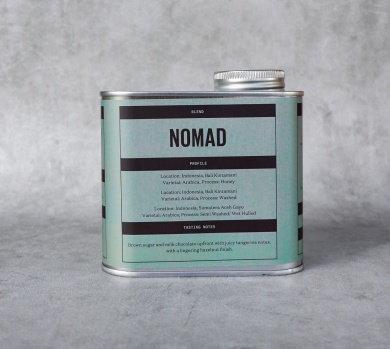 BLEND
NOMAD
PROFILE
Location: Indonesia, Bali Kintamani
Varietal: Arabica, Process: Honey
Location: Indonesia, Bali Kintamani
Varietal: Arabica, Process: Washed
Location: Indonesia, Sumatera Aceh Gayo
Varietal: Arabica, Process: Semi Washed/ Wet Hulled
TASTING NOTES
Brown sugar and milk chocolate upfront with juicy tangerine notes,
with a lingering hazelnut finish.